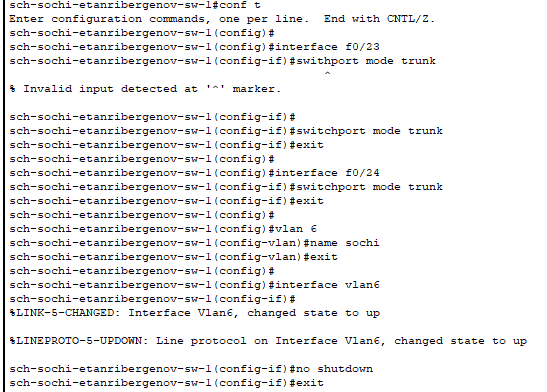 sch-sochi-etanribergenov-sw-1#conf t
Enter configuration commands, one per line.  End with CNTL/Z.
sch-sochi-etanribergenov-sw-1(config)#
sch-sochi-etanribergenov-sw-1(config)#interface f0/23
sch-sochi-etanribergenov-sw-1(config-if)#swithport mode trunk
^
% Invalid input detected at '^' marker.
sch-sochi-etanribergenov-sw-1(config-if)#
sch-sochi-etanribergenov-sw-1(config-if)#switchport mode trunk
sch-sochi-etanribergenov-sw-1(config-if)#exit
sch-sochi-etanribergenov-sw-1(config)#
sch-sochi-etanribergenov-sw-1(config)#interface f0/24
sch-sochi-etanribergenov-sw-1(config-if)#switchport mode trunk
sch-sochi-etanribergenov-sw-1(config-if)#exit
sch-sochi-etanribergenov-sw-1(config)#
sch-sochi-etanribergenov-sw-1(config)#vlan 6
sch-sochi-etanribergenov-sw-1(config-vlan)#name sochi
sch-sochi-etanribergenov-sw-1(config-vlan)#exit
sch-sochi-etanribergenov-sw-1(config)#
sch-sochi-etanribergenov-sw-1(config)#interface vlan6
sch-sochi-etanribergenov-sw-1(config-if)#
%LINK-5-CHANGED: Interface Vlan6, changed state to up
%LINEPROTO-5-UPDOWN: Line protocol on Interface Vlan6, changed state to up
sch-sochi-etanribergenov-sw-1(config-if)#no shutdown
sch-sochi-etanribergenov-sw-1(config-if)#exit